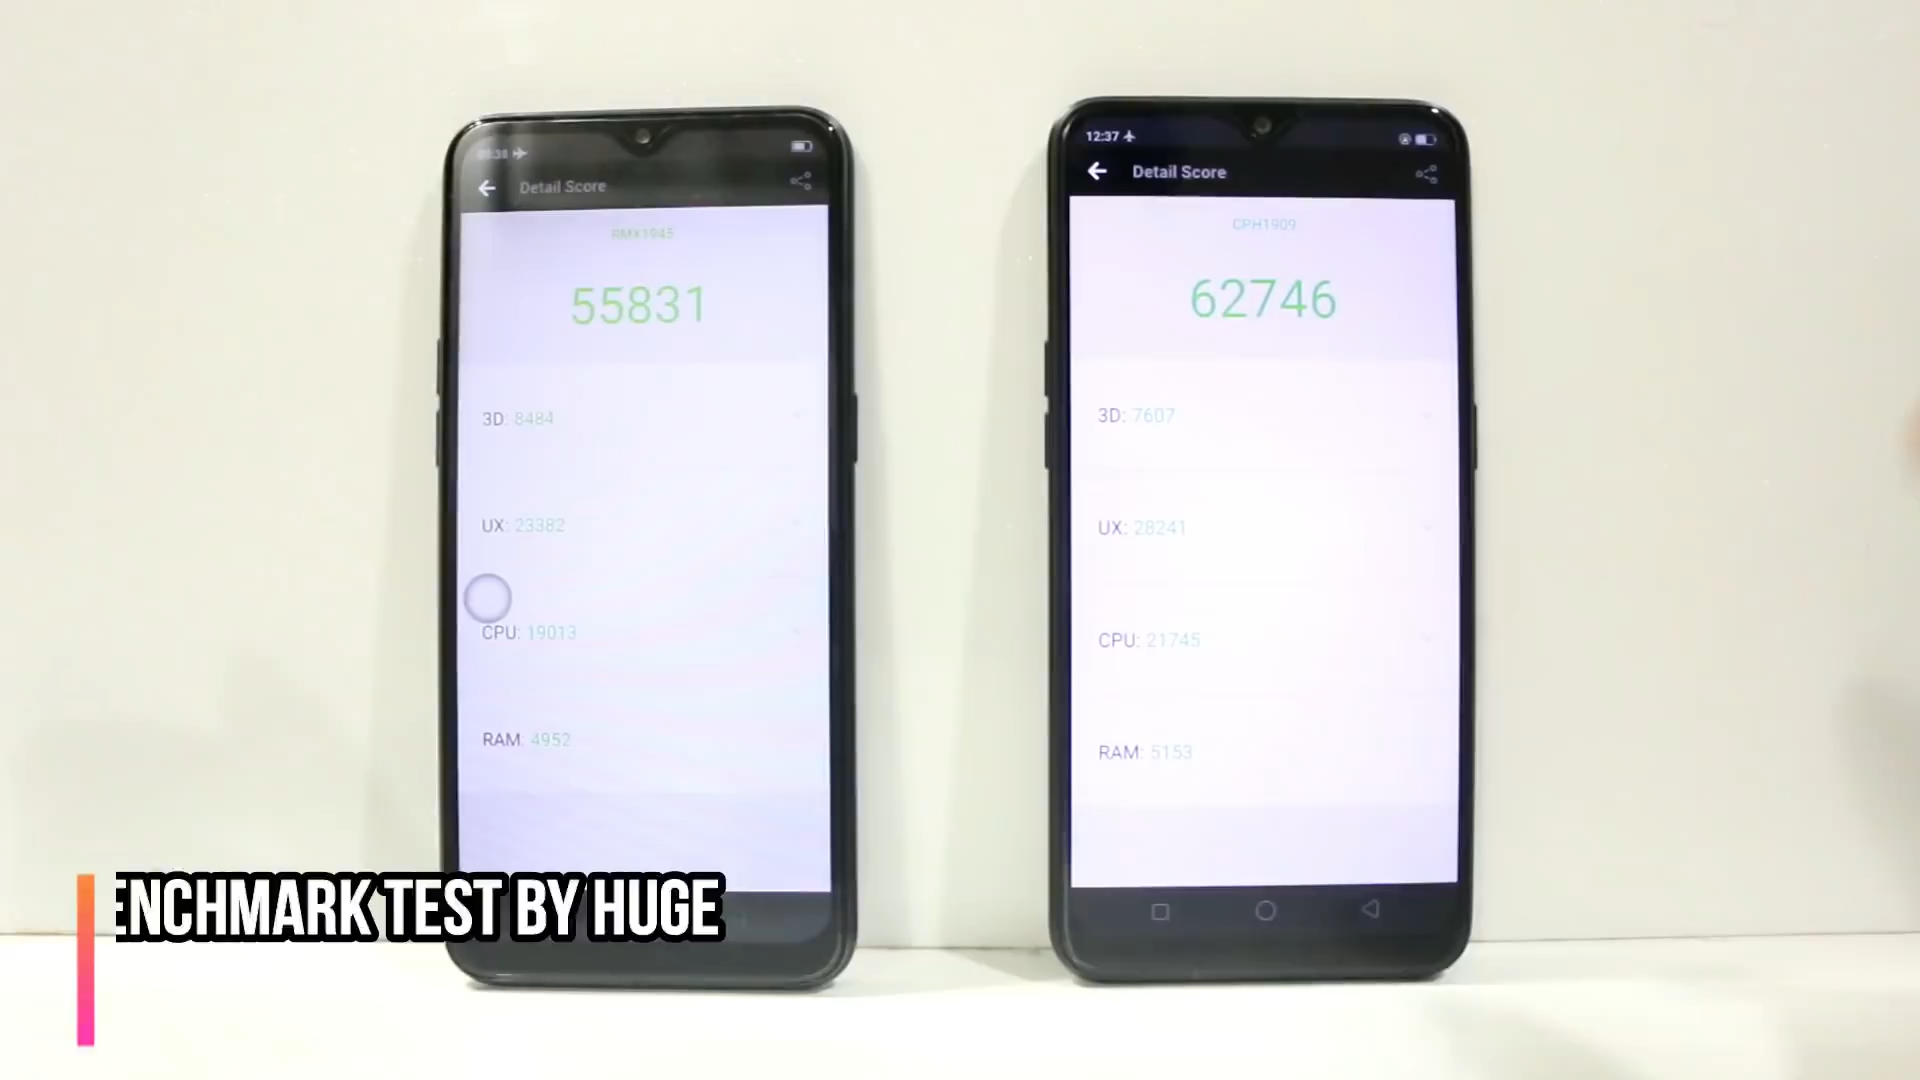 Detail Score
RMX1945
55831
3D: 8484
UX: 23382
CPU: 19013
RAM: 4952
12:37
Detail Score
CPH1909
62746
3D: 7607
UX: 28241
CPU: 21745
RAM: 5153
ENCHMARK TEST BY HUGE